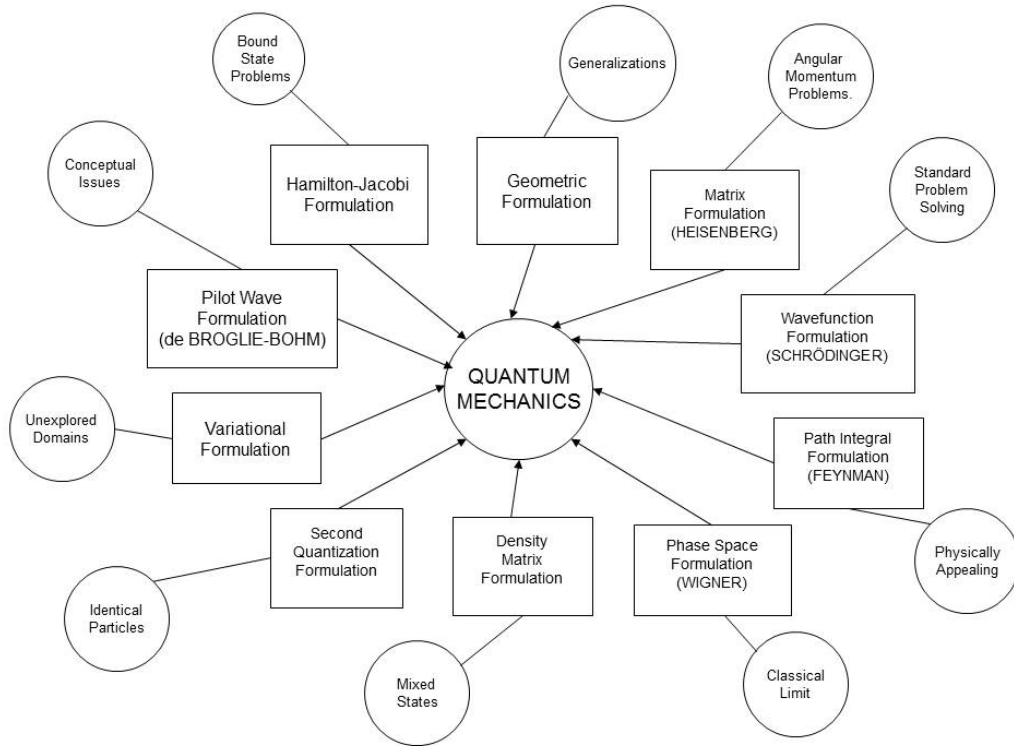 Bound
State
Problems
Generalizations
Angular
Momentum
Problems.
Conceptual
Issues
Hamilton-Jacobi
Formulation
Geometric
Formulation
Matrix
Formulation
(HEISENBERG)
Standard
Problem
Solving
Pilot Wave
Formulation
(de BROGLIE-BOHM)
Wavefunction
Formulation
(SCHRÖDINGER)
QUANTUM
MECHANICS
Unexplored
Domains
Variational
Formulation
Path Integral
Formulation
(FEYNMAN)
Second
Quantization
Formulation
Density
Matrix
Formulation
Phase Space
Formulation
(WIGNER)
Physically
Appealing
Identical
Particles
Mixed
States
Classical
Limit